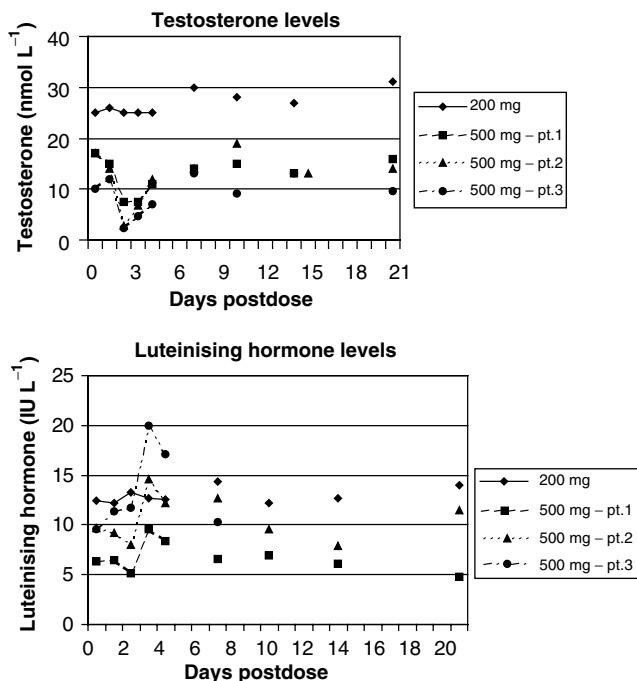 Testosterone levels
Testosterone (nmol L⁻¹)
40
30
20
10
0
0 3 6 9 12 15 18 21
Days postdose
200 mg
500 mg – pt.1
500 mg – pt.2
500 mg – pt.3
Luteinising hormone levels
Luteinising hormone (IU L⁻¹)
25
20
15
10
5
0
0 2 4 6 8 10 12 14 16 18 20
Days postdose
200 mg
500 mg – pt.1
500 mg – pt.2
500 mg – pt.3